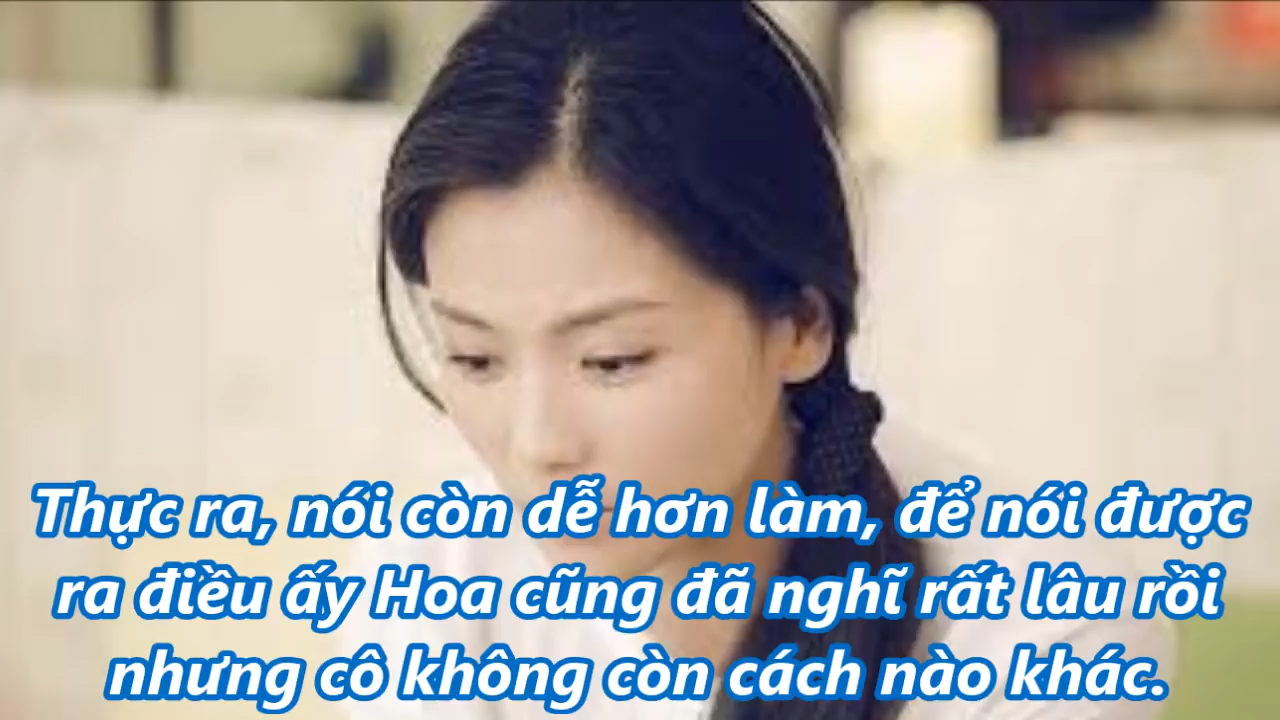 Thực ra, nói còn dễ hơn làm, để nói được
ra điều ấy Hoa cũng đã nghĩ rất lâu rồi
nhưng cô không còn cách nào khác.